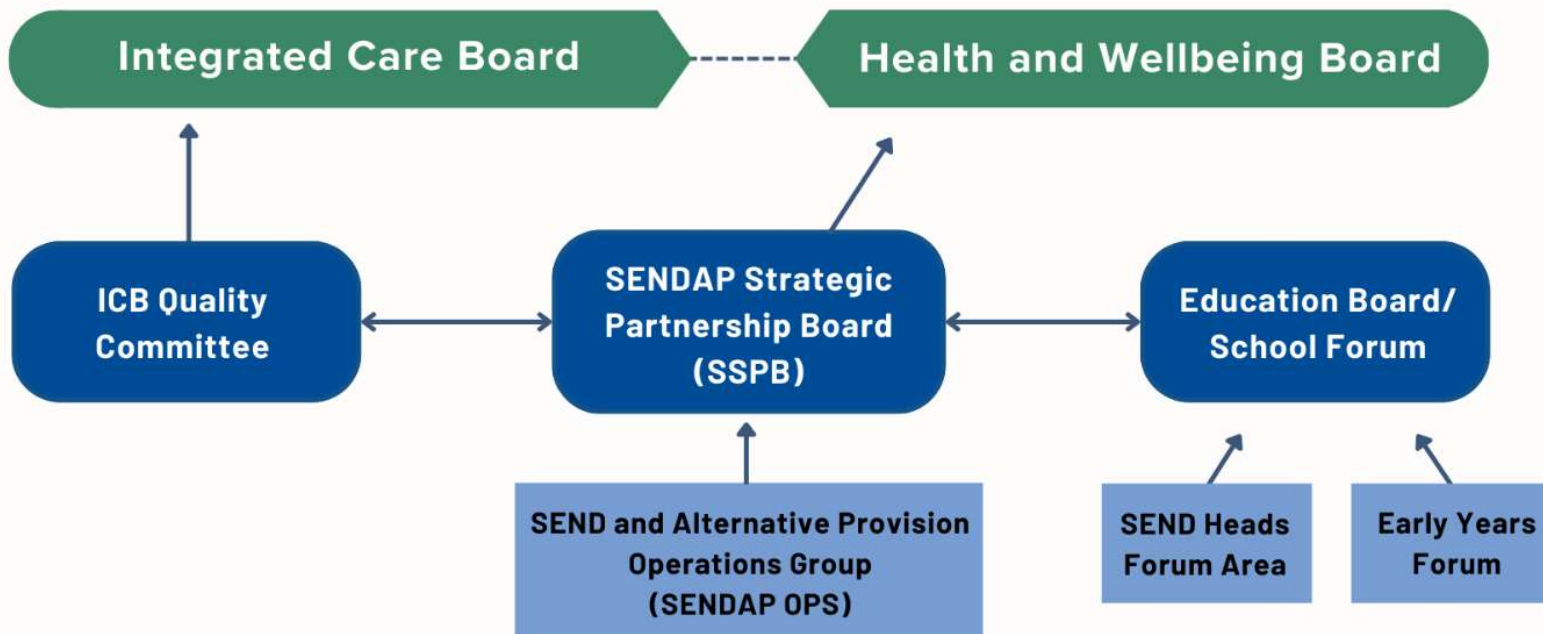 Integrated Care Board
Health and Wellbeing Board
ICB Quality
Committee
SENDAP Strategic
Partnership Board
(SSPB)
Education Board/
School Forum
SEND and Alternative Provision
Operations Group
(SENDAP OPS)
SEND Heads
Forum Area
Early Years
Forum